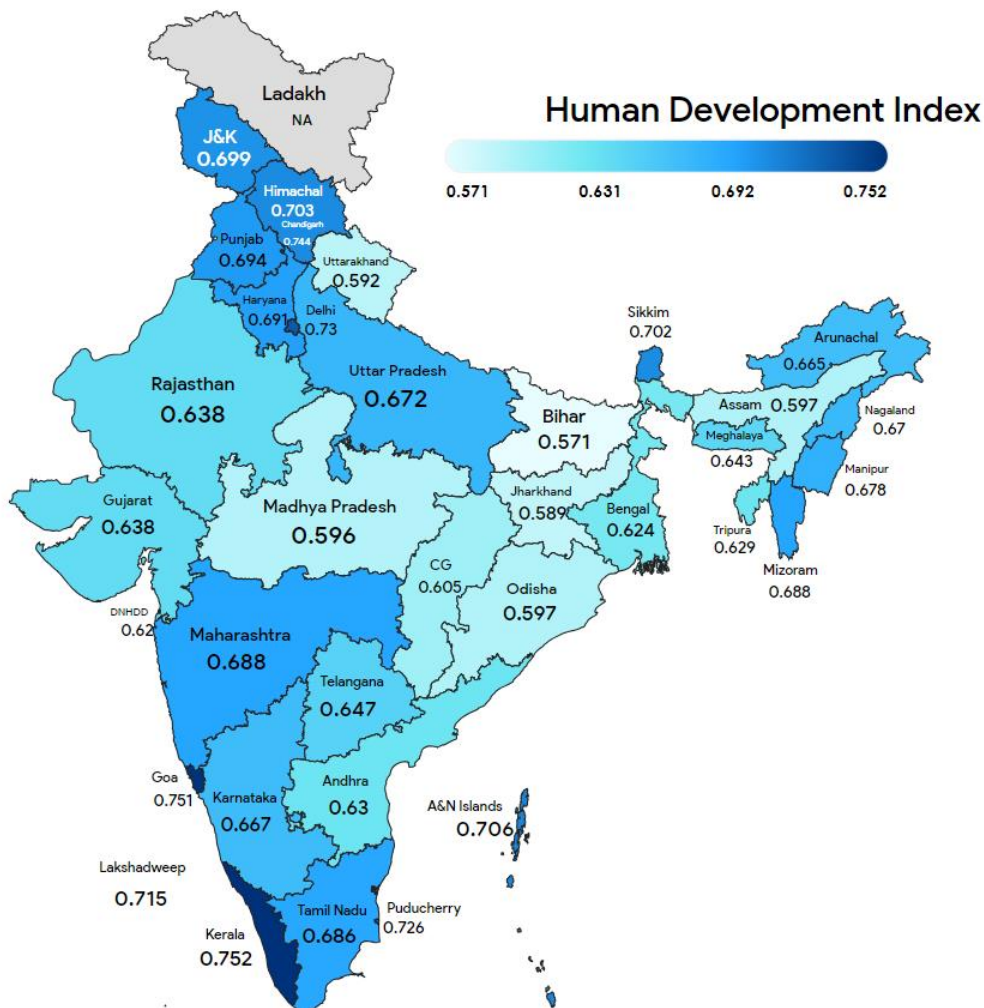 Human Development Index
0.571 0.631 0.692 0.752
Ladakh
NA
J&K
0.699
Himachal
0.703
Chandigarh
0.744
Punjab
0.694
Uttarakhand
0.592
Haryana
0.691
Delhi
0.73
Sikkim
0.702
Arunachal
0.665
Rajasthan
0.638
Uttar Pradesh
0.672
Bihar
0.571
Assam 0.597
Nagaland
0.67
Meghalaya
0.643
Manipur
0.678
Gujarat
0.638
Madhya Pradesh
0.596
Jharkhand
0.589
Bengal
0.624
Tripura
0.629
Mizoram
0.688
CG
0.605
Odisha
0.597
DNHDD
0.62
Maharashtra
0.688
Telangana
0.647
Goa
0.751
Karnataka
0.667
Andhra
0.63
A&N Islands
0.706
Lakshadweep
0.715
Kerala
0.752
Tamil Nadu
0.686
Puducherry
0.726